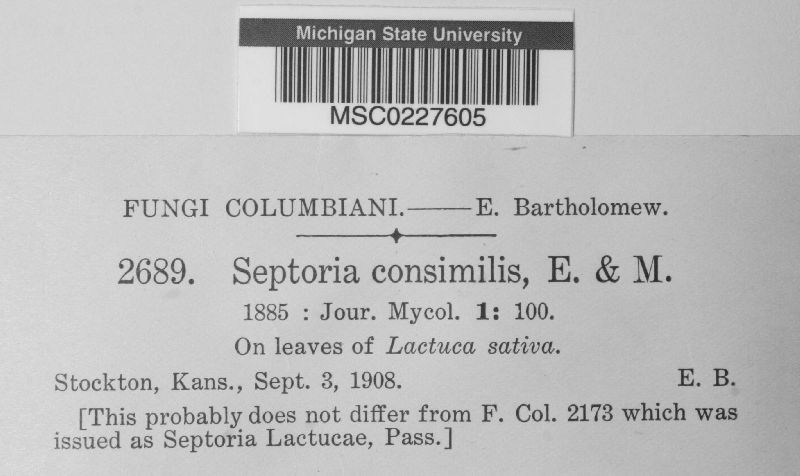 Michigan State University
MSC0227605
FUNGI COLUMBIANI.——E. Bartholomew.
2689. Septoria consimilis, E. & M.
1885 : Jour. Mycol. 1: 100.
On leaves of Lactuca sativa.
Stockton, Kans., Sept. 3, 1908. E. B.
[This probably does not differ from F. Col. 2173 which was
issued as Septoria Lactucae, Pass.]